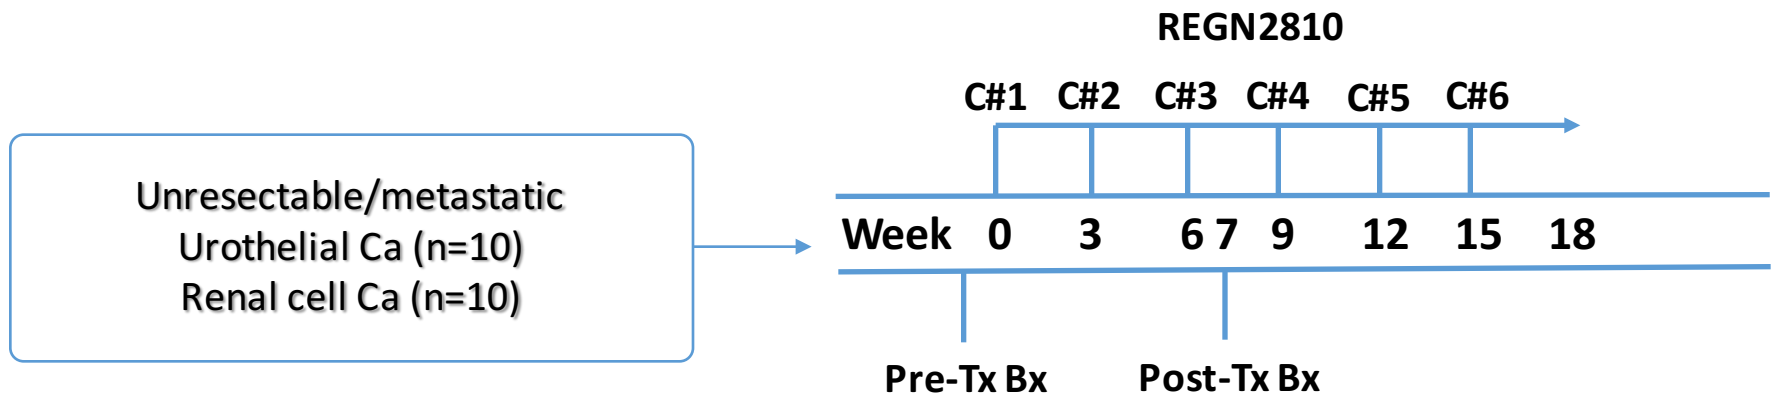 REGN2810
C#1 C#2 C#3 C#4 C#5 C#6
Unresectable/metastatic
Urothelial Ca (n=10)
Renal cell Ca (n=10)
Week 0 3 6 7 9 12 15 18
Pre-Tx Bx Post-Tx Bx